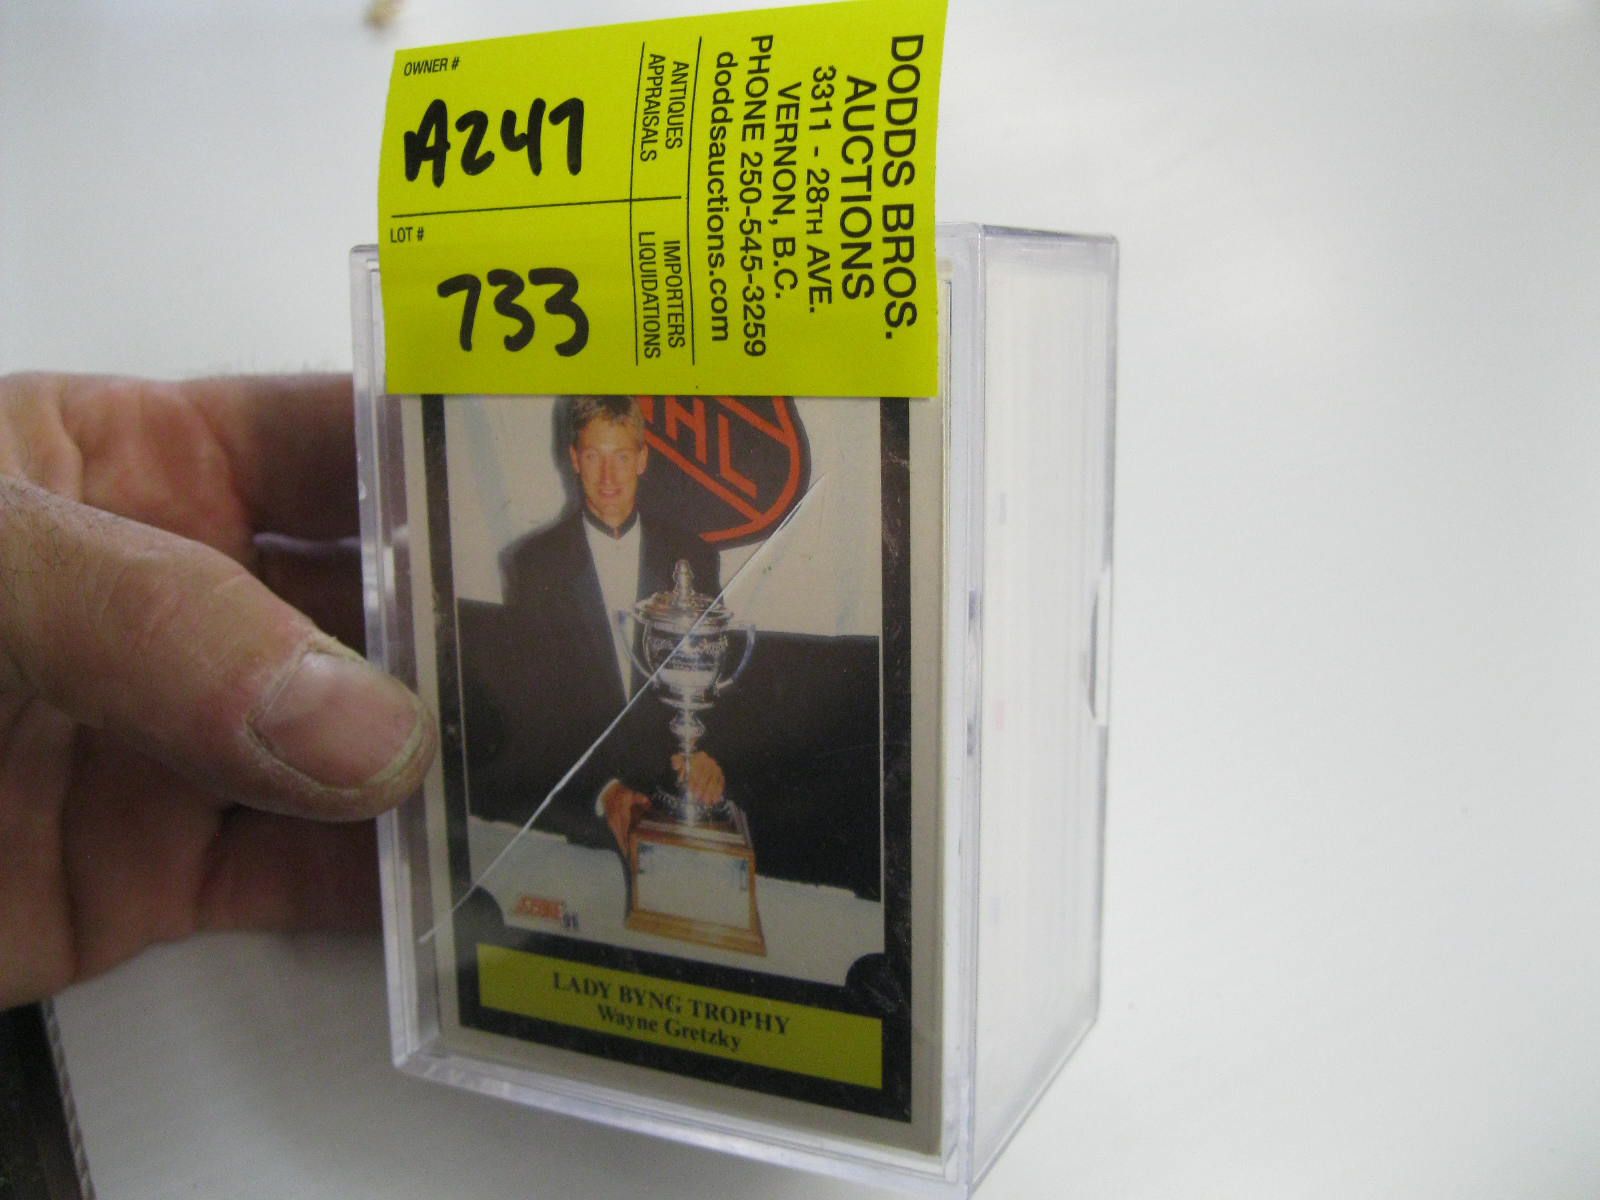 OWNER #
A247
LOT #
733
ANTIQUES
APPRAISALS
IMPORTERS
LIQUIDATIONS
DODDS BROS.
AUCTIONS
3311 - 28TH AVE.
VERNON, B.C.
PHONE 250-545-3259
doddsauctions.com
HL
SCORE 91
LADY BYNG TROPHY
Wayne Gretzky